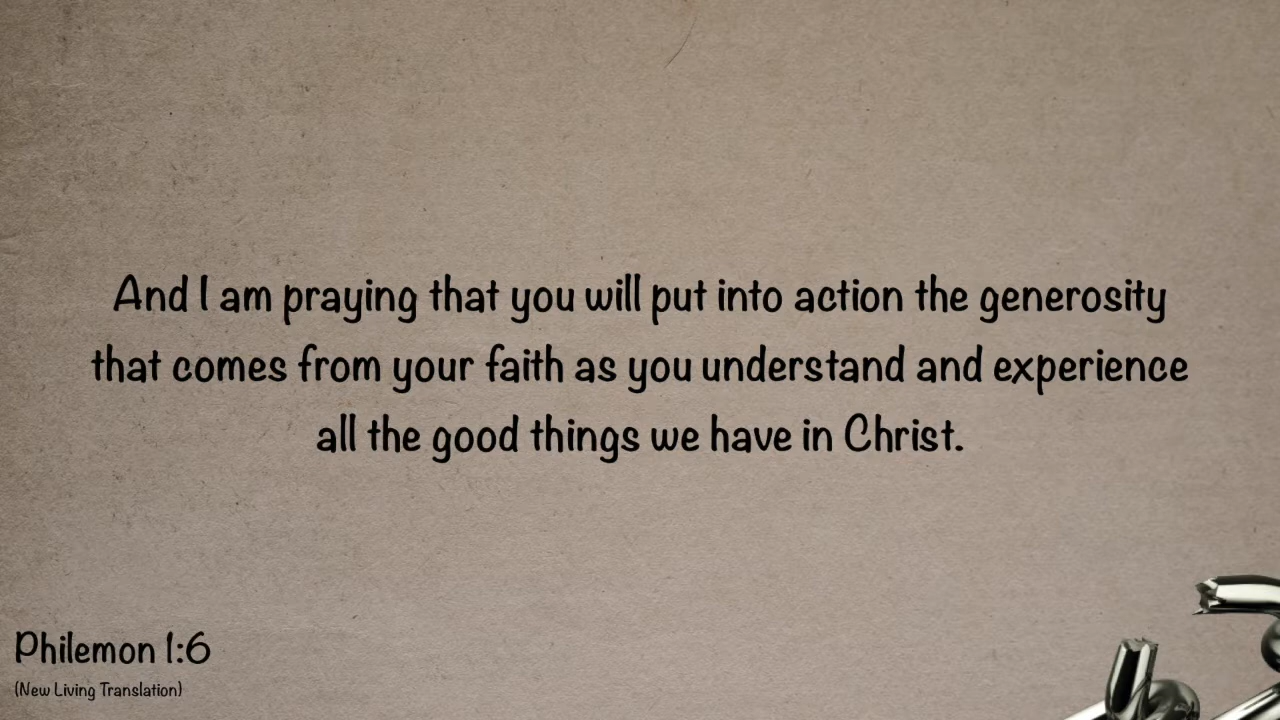 And I am praying that you will put into action the generosity
that comes from your faith as you understand and experience
all the good things we have in Christ.
Philemon 1:6
(New Living Translation)